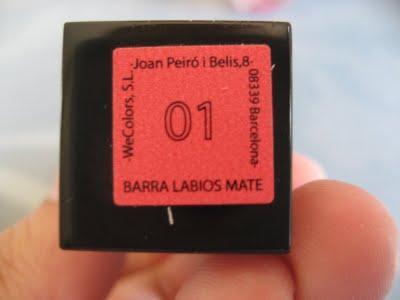 -WeColors, S.L.
-Joan Peiró i Belis,8-
08339 Barcelona-
01
BARRA LABIOS MATE